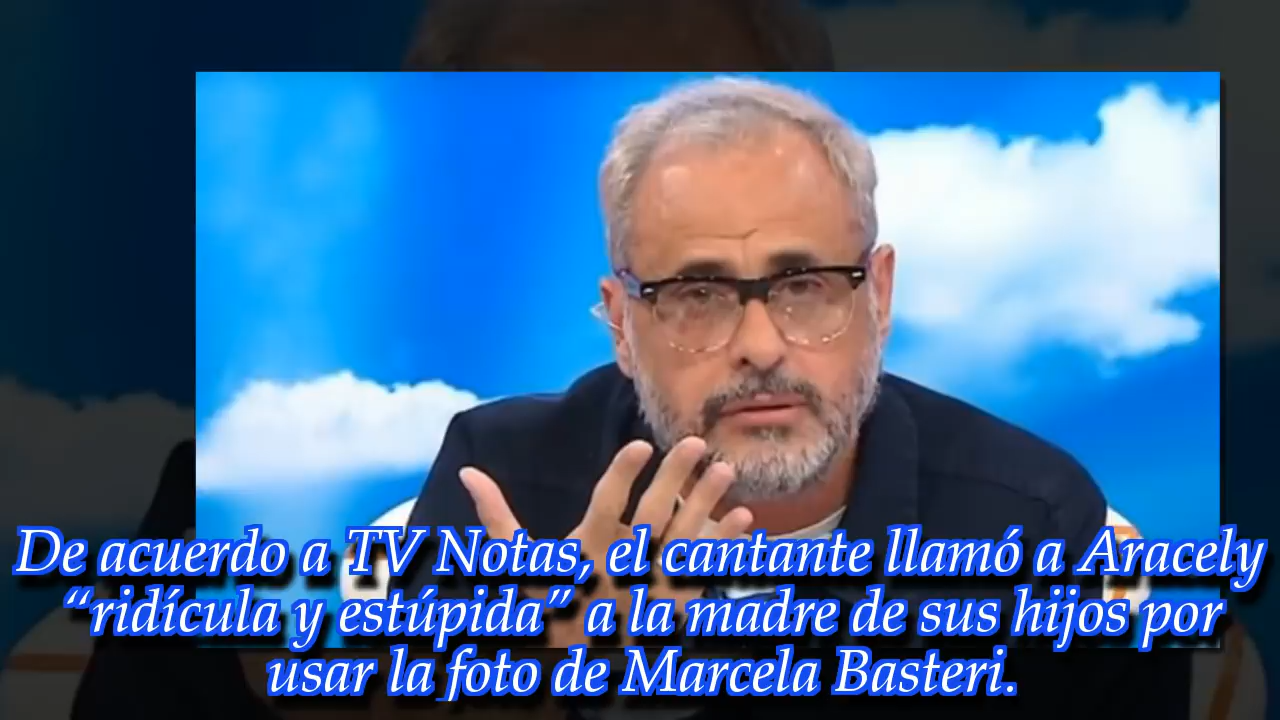 De acuerdo a TV Notas, el cantante llamó a Aracely
“ridícula y estúpida” a la madre de sus hijos por
usar la foto de Marcela Basteri.